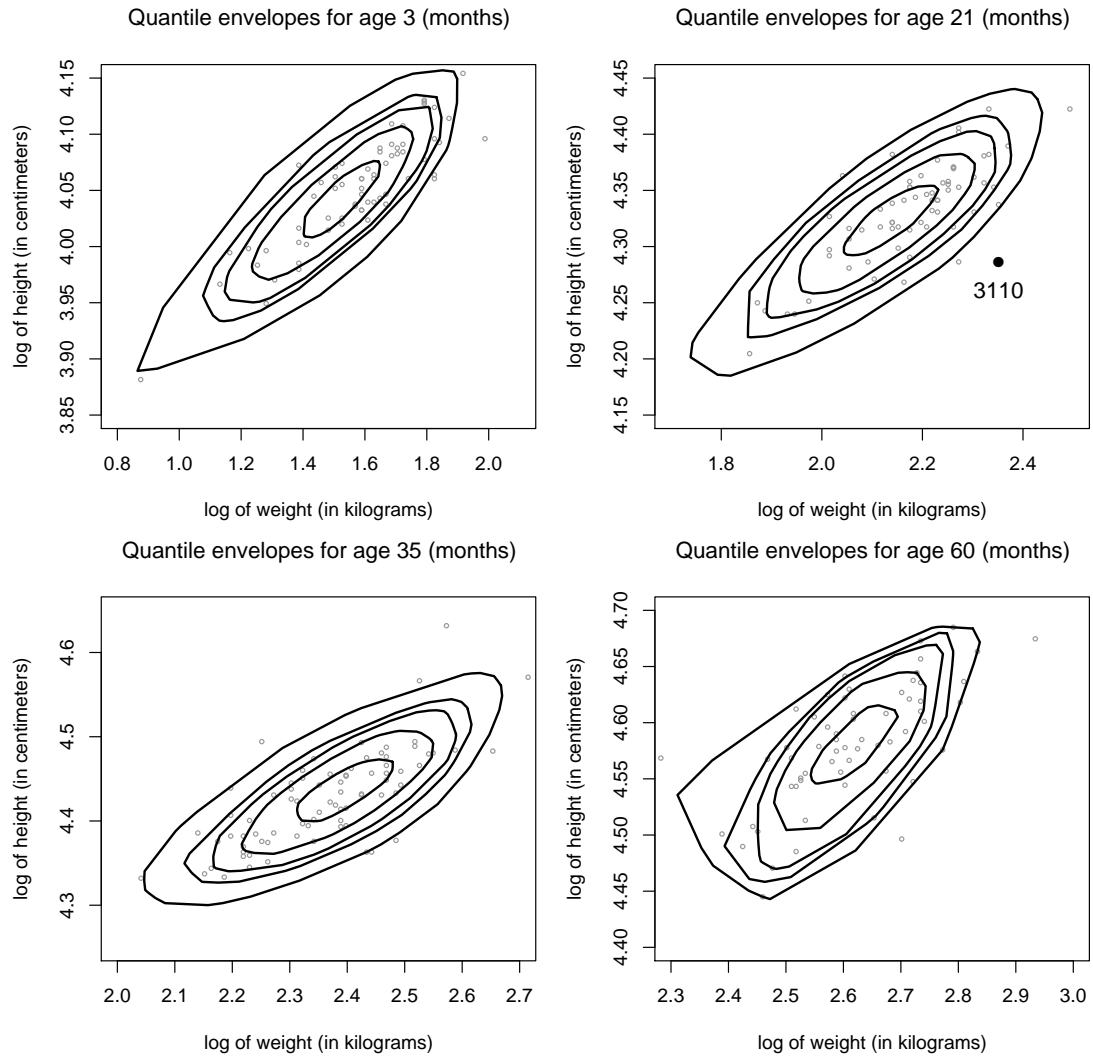 Quantile envelopes for age 3 (months)
log of height (in centimeters)
4.15
4.10
4.05
4.00
3.95
3.90
3.85
0.8 1.0 1.2 1.4 1.6 1.8 2.0
log of weight (in kilograms)
Quantile envelopes for age 21 (months)
log of height (in centimeters)
4.45
4.40
4.35
4.30
4.25
4.20
4.15
3110
1.8 2.0 2.2 2.4
log of weight (in kilograms)
Quantile envelopes for age 35 (months)
log of height (in centimeters)
4.6
4.5
4.4
4.3
2.0 2.1 2.2 2.3 2.4 2.5 2.6 2.7
log of weight (in kilograms)
Quantile envelopes for age 60 (months)
log of height (in centimeters)
4.70
4.65
4.60
4.55
4.50
4.45
4.40
2.3 2.4 2.5 2.6 2.7 2.8 2.9 3.0
log of weight (in kilograms)